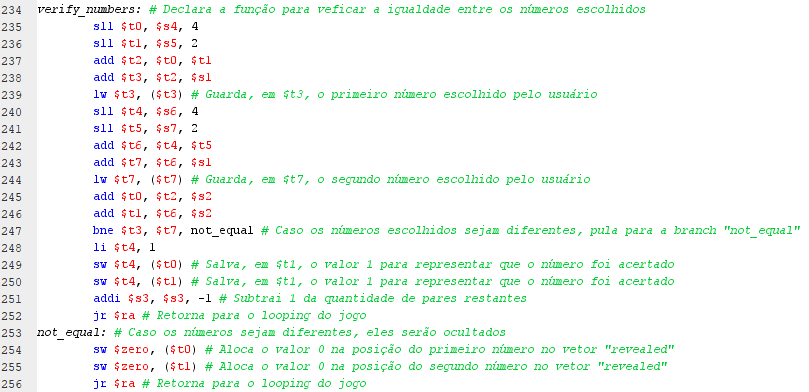 234 verify_numbers: # Declara a função para veficar a igualdade entre os números escolhidos
235 sll $t0, $s4, 4
236 sll $t1, $s5, 2
237 add $t2, $t0, $t1
238 add $t3, $t2, $s1
239 lw $t3, ($t3) # Guarda, em $t3, o primeiro número escolhido pelo usuário
240 sll $t4, $s6, 4
241 sll $t5, $s7, 2
242 add $t6, $t4, $t5
243 add $t7, $t6, $s1
244 lw $t7, ($t7) # Guarda, em $t7, o segundo número escolhido pelo usuário
245 add $t0, $t2, $s2
246 add $t1, $t6, $s2
247 bne $t3, $t7, not_equal # Caso os números escolhidos sejam diferentes, pula para a branch "not_equal"
248 li $t4, 1
249 sw $t4, ($t0) # Salva, em $t1, o valor 1 para representar que o número foi acertado
250 sw $t4, ($t1) # Salva, em $t1, o valor 1 para representar que o número foi acertado
251 addi $s3, $s3, -1 # Subtrai 1 da quantidade de pares restantes
252 jr $ra # Retorna para o looping do jogo
253 not_equal: # Caso os números sejam diferentes, eles serão ocultados
254 sw $zero, ($t0) # Aloca o valor 0 na posição do primeiro número no vetor "revealed"
255 sw $zero, ($t1) # Aloca o valor 0 na posição do segundo número no vetor "revealed"
256 jr $ra # Retorna para o looping do jogo